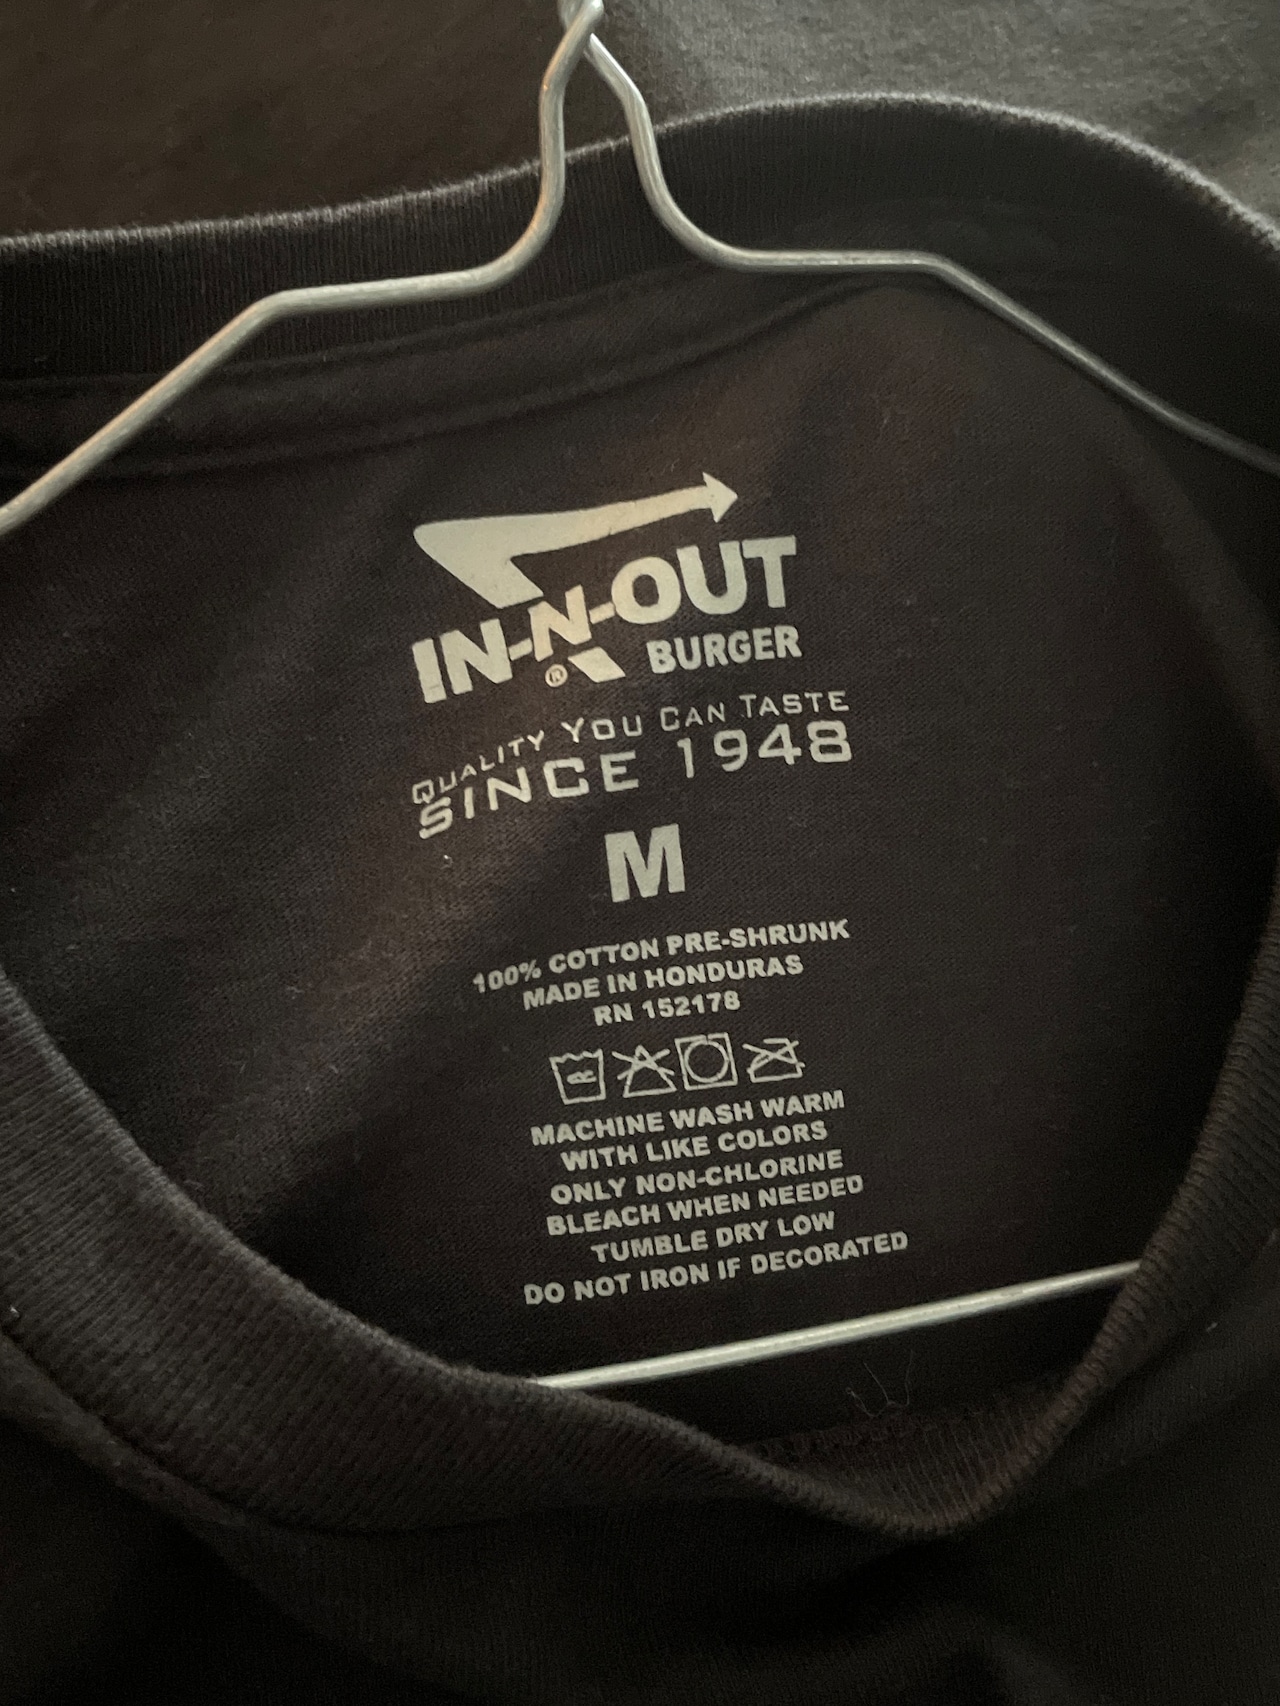 IN-N-OUT
® BURGER
QUALITY YOU CAN TASTE
SINCE 1948
M
100% COTTON PRE-SHRUNK
MADE IN HONDURAS
RN 152178
MACHINE WASH WARM
WITH LIKE COLORS
ONLY NON-CHLORINE
BLEACH WHEN NEEDED
TUMBLE DRY LOW
DO NOT IRON IF DECORATED